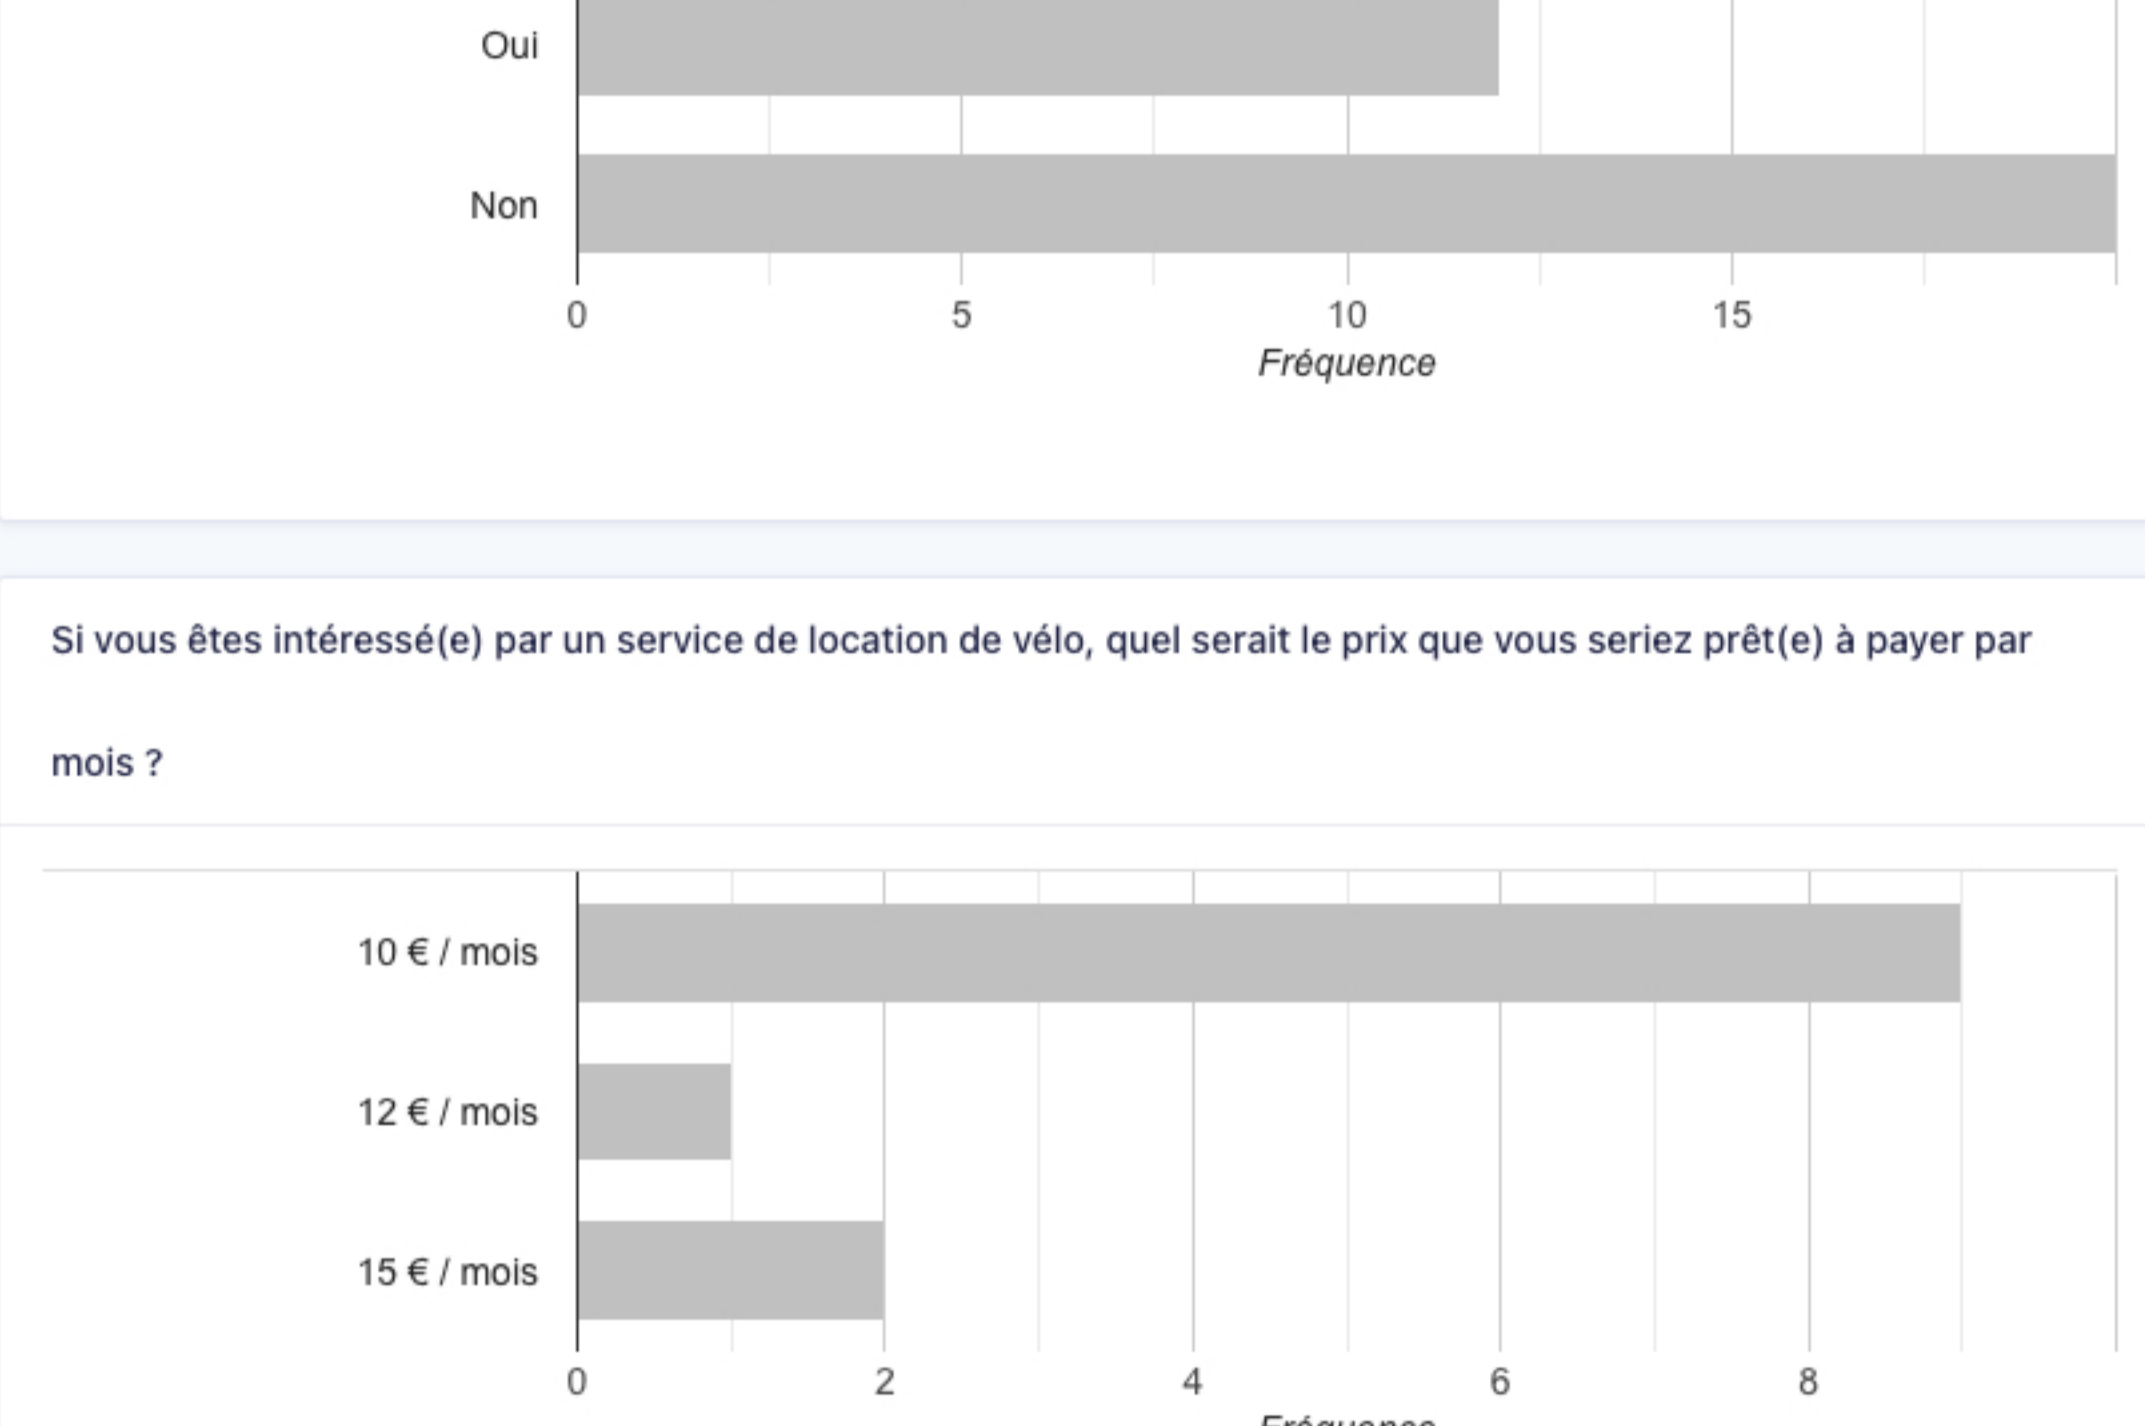 Oui
Non
0 5 10 15
Fréquence
Si vous êtes intéressé(e) par un service de location de vélo, quel serait le prix que vous seriez prêt(e) à payer par
mois ?
10 € / mois
12 € / mois
15 € / mois
0 2 4 6 8
Fréquence